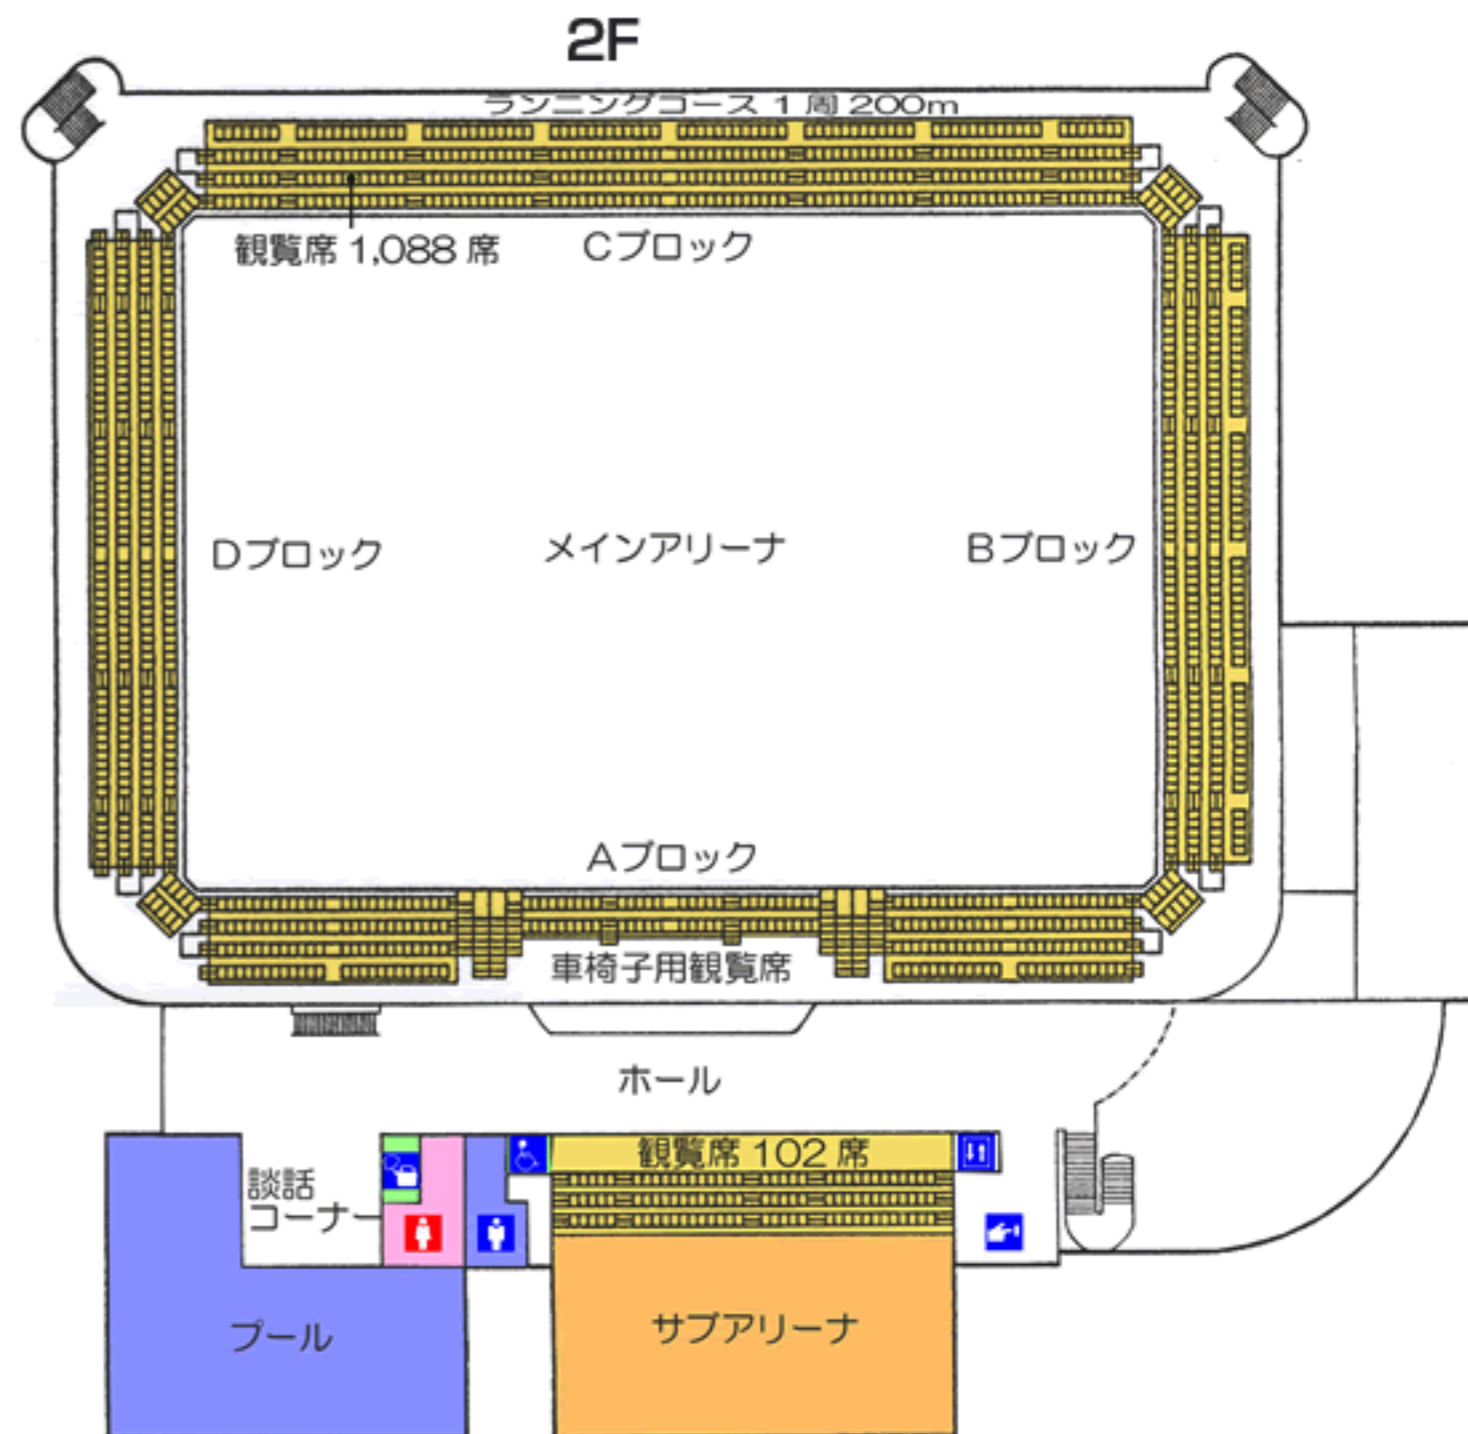 2F
ランニングコース 1 周 200m
観覧席 1,088 席
Cブロック
Dブロック
メインアリーナ
Bブロック
Aブロック
車椅子用観覧席
ホール
観覧席 102 席
談話
コーナー
プール
サブアリーナ